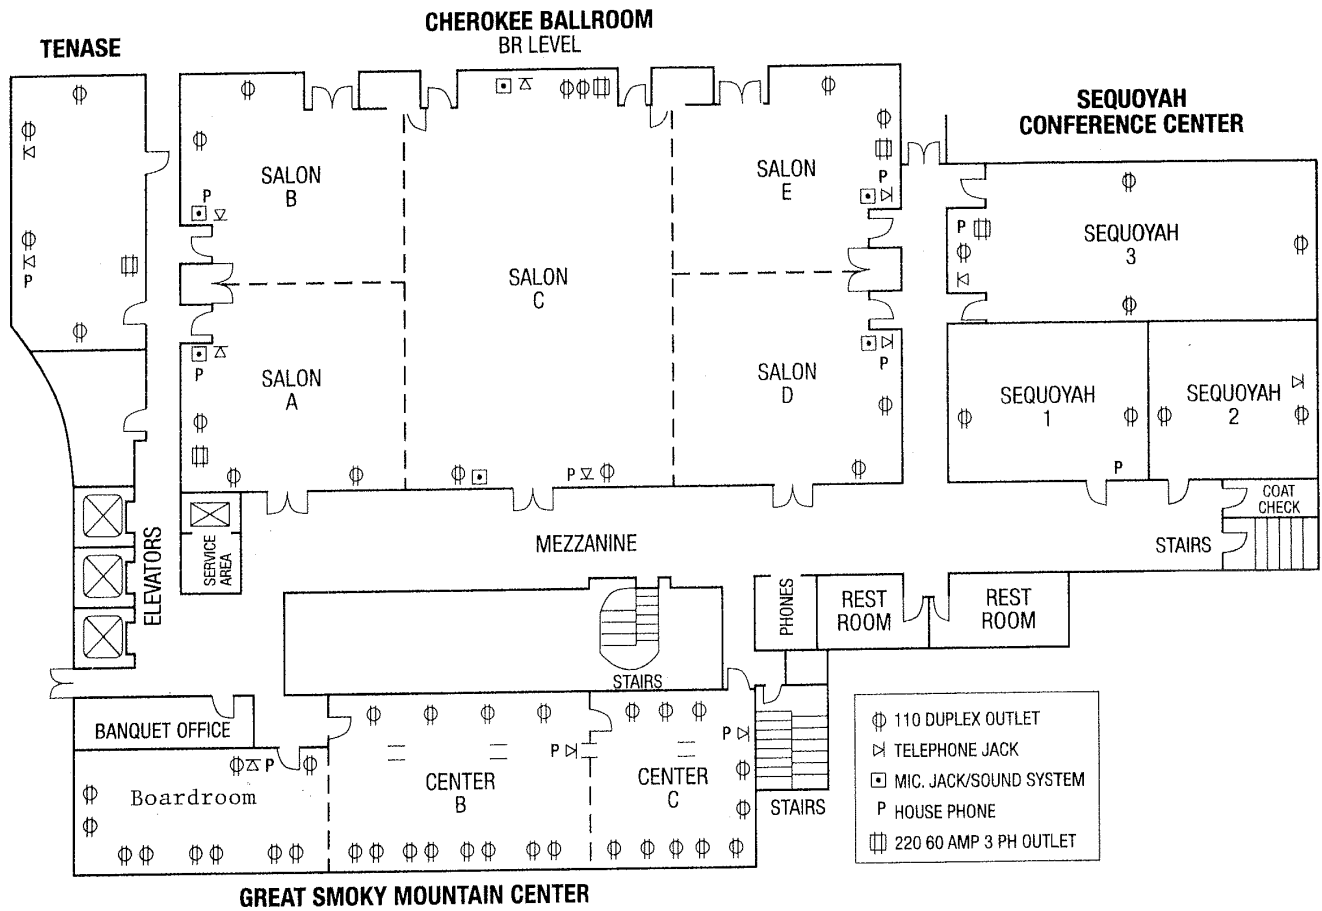 CHEROKEE BALLROOM
BR LEVEL
TENASE
SEQUOYAH
CONFERENCE CENTER
SALON
B
SALON
E
SALON
C
SEQUOYAH
3
SALON
A
SALON
D
SEQUOYAH
1
SEQUOYAH
2
P
P
P
P
P
P
P
P
COAT
CHECK
STAIRS
MEZZANINE
SERVICE
AREA
ELEVATORS
PHONES
REST
ROOM
REST
ROOM
STAIRS
BANQUET OFFICE
P
P
P
Boardroom
CENTER
B
CENTER
C
STAIRS
110 DUPLEX OUTLET
TELEPHONE JACK
MIC. JACK/SOUND SYSTEM
P HOUSE PHONE
220 60 AMP 3 PH OUTLET
GREAT SMOKY MOUNTAIN CENTER